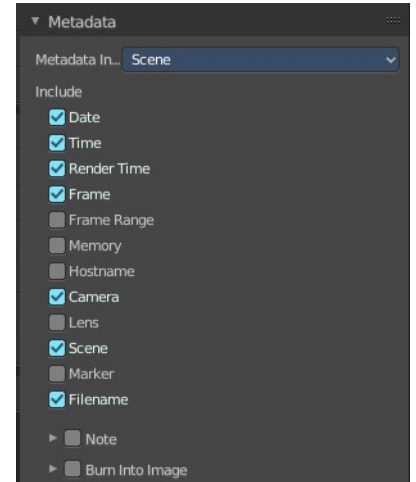 Metadata
Metadata In... Scene
Include
Date
Time
Render Time
Frame
Frame Range
Memory
Hostname
Camera
Lens
Scene
Marker
Filename
Note
Burn Into Image